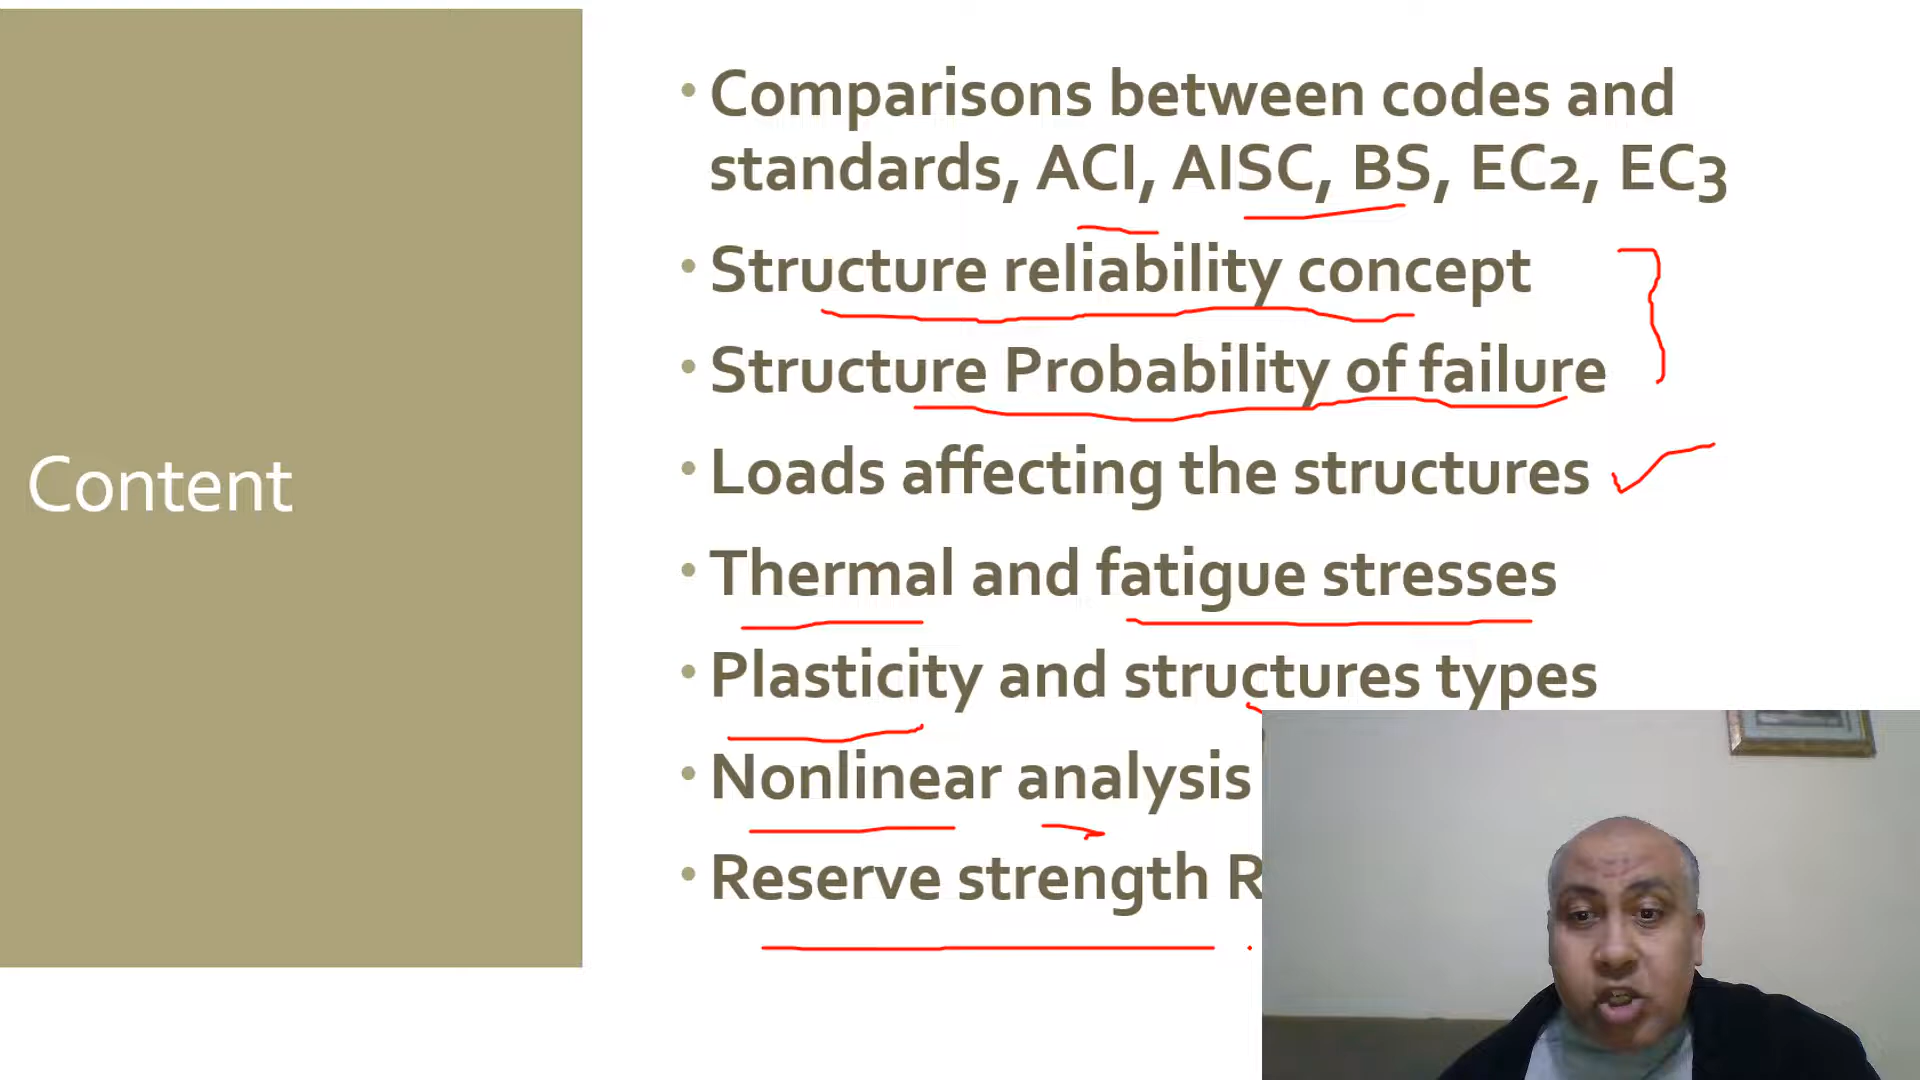 Content
• Comparisons between codes and
standards, ACI, AISC, BS, EC2, EC3
• Structure reliability concept
• Structure Probability of failure
• Loads affecting the structures
• Thermal and fatigue stresses
• Plasticity and structures types
• Nonlinear analysis
• Reserve strength R